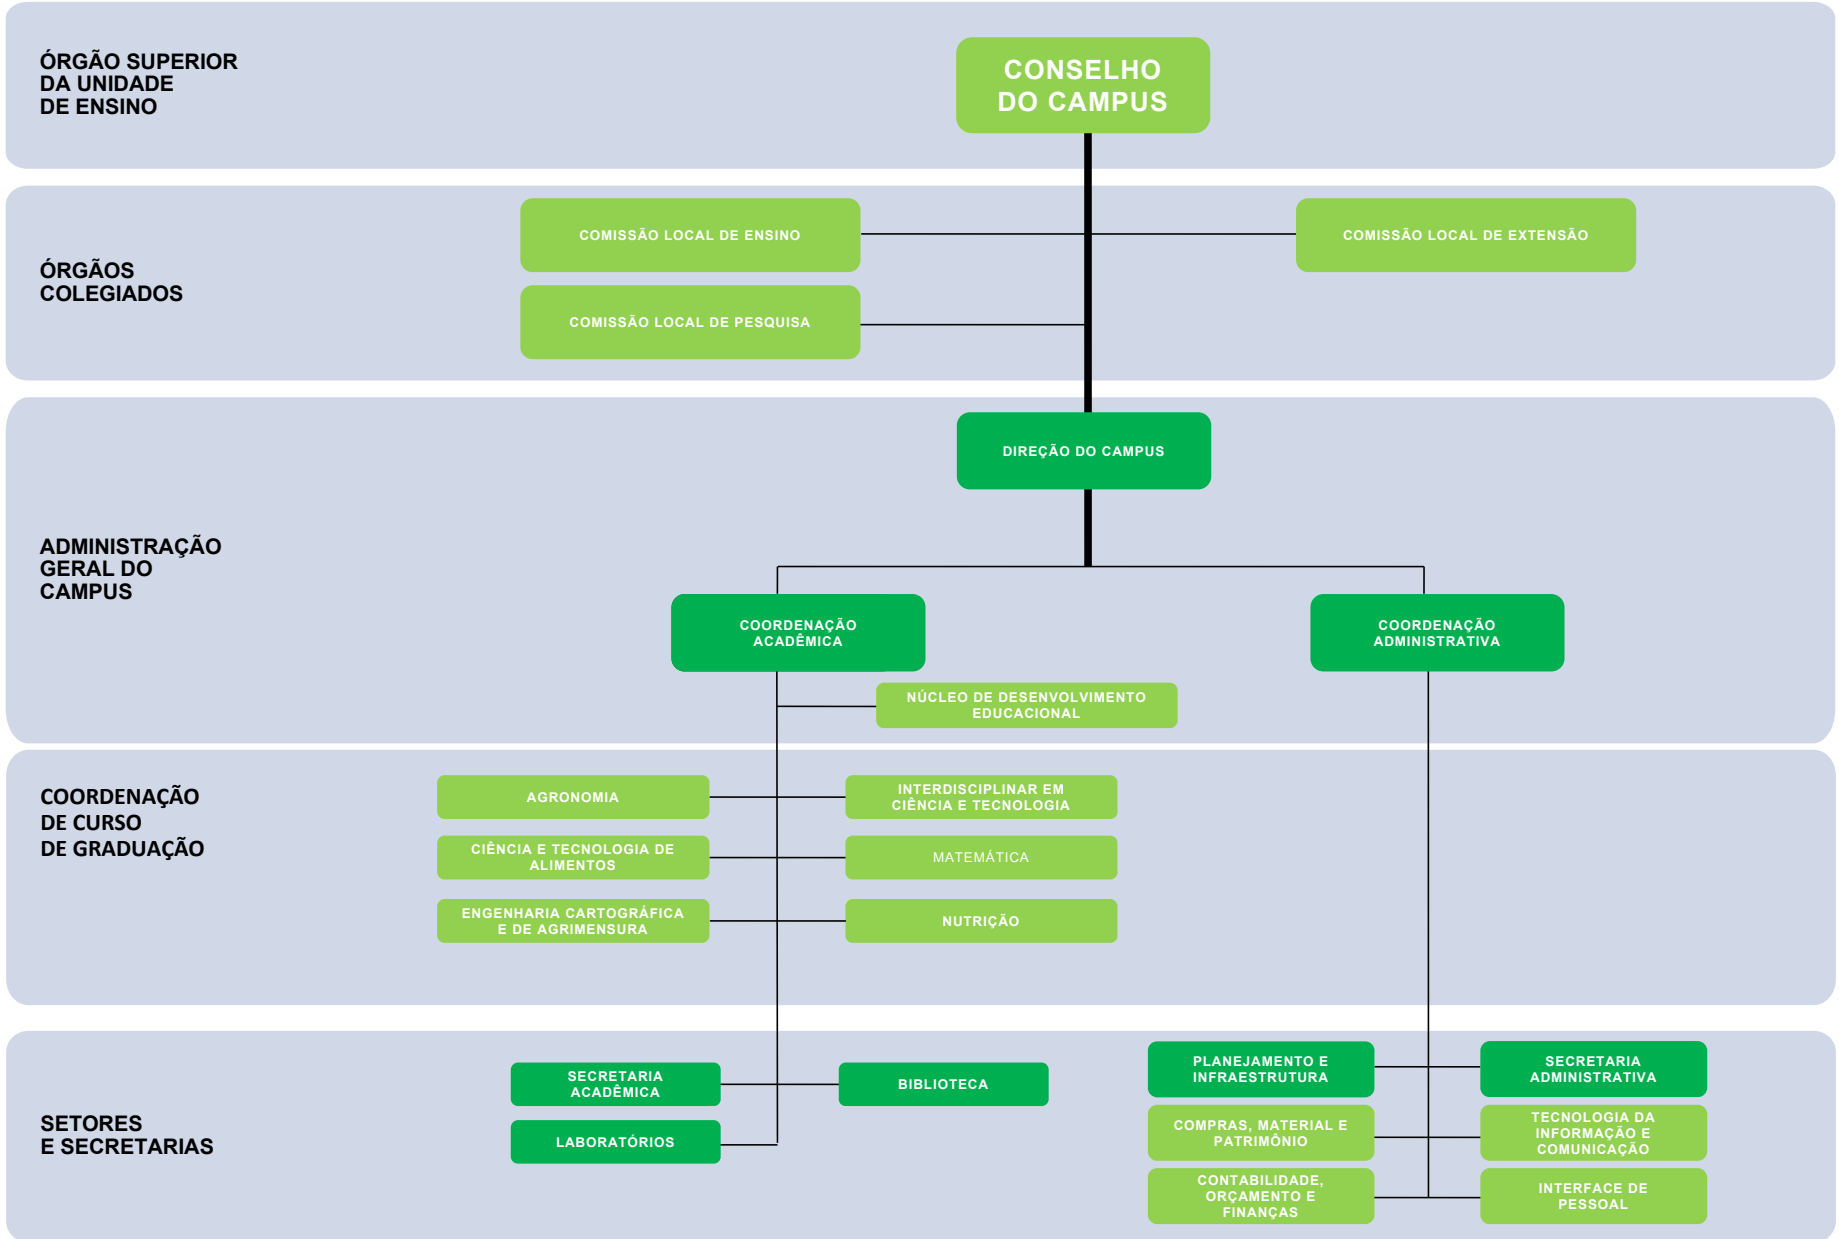 ÓRGÃO SUPERIOR
DA UNIDADE
DE ENSINO
CONSELHO
DO CAMPUS
ÓRGÃOS
COLEGIADOS
COMISSÃO LOCAL DE ENSINO
COMISSÃO LOCAL DE EXTENSÃO
COMISSÃO LOCAL DE PESQUISA
ADMINISTRAÇÃO
GERAL DO
CAMPUS
DIREÇÃO DO CAMPUS
COORDENAÇÃO
ACADÊMICA
COORDENAÇÃO
ADMINISTRATIVA
NÚCLEO DE DESENVOLVIMENTO
EDUCACIONAL
COORDENAÇÃO
DE CURSO
DE GRADUAÇÃO
AGRONOMIA
INTERDISCIPLINAR EM
CIÊNCIA E TECNOLOGIA
CIÊNCIA E TECNOLOGIA DE
ALIMENTOS
MATEMÁTICA
ENGENHARIA CARTOGRÁFICA
E DE AGRIMENSURA
NUTRIÇÃO
SETORES
E SECRETARIAS
SECRETARIA
ACADÊMICA
BIBLIOTECA
LABORATÓRIOS
PLANEJAMENTO E
INFRAESTRUTURA
SECRETARIA
ADMINISTRATIVA
COMPRAS, MATERIAL E
PATRIMÔNIO
TECNOLOGIA DA
INFORMAÇÃO E
COMUNICAÇÃO
CONTABILIDADE,
ORÇAMENTO E
FINANÇAS
INTERFACE DE
PESSOAL